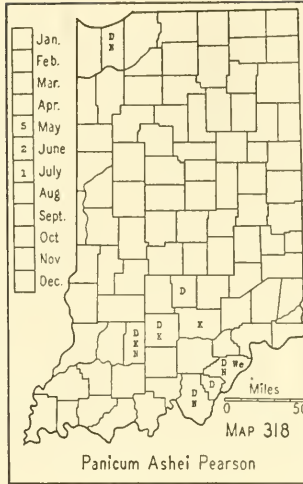 D
N
Jan.
Feb.
Mar.
Apr.
5 May
2 June
1 July
Aug
Sept.
Oct
Nov
Dec.
D
D
K
N
D
K
K
D
N
We
D
D
N
Miles
0 50
MAP 318
Panicum Ashei Pearson